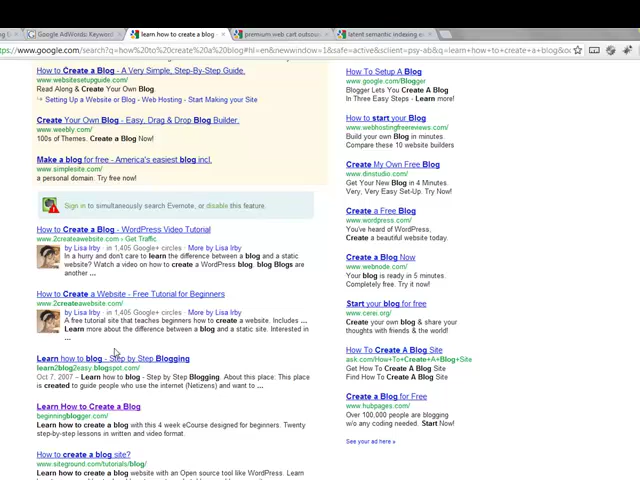 Google AdWords: Keyword
learn how to create a blog
premium web cart outsou
latent semantic indexing e
https://www.google.com/search?q=how%20to%20create%20a%20blog#hl=en&newwindow=1&safe=active&sclient=psy-ab&q=learn+how+to+create+a+blog&oc
How to Create a Blog - A Very Simple, Step-By-Step Guide.
www.websitesetupguide.com/
Read Along & Create Your Own Blog.
Setting Up a Website or Blog - Web Hosting - Start Making your Site
Create Your Own Blog - Easy, Drag & Drop Blog Builder.
www.weebly.com/
100s of Themes. Create a Blog Now!
Make a blog for free - America's easiest blog incl.
www.simplesite.com/
a personal domain. Try free now!
Sign in to simultaneously search Evernote, or disable this feature.
How to Create a Blog - WordPress Video Tutorial
www.2createawebsite.com › Get Traffic
by Lisa Irby · in 1,405 Google+ circles · More by Lisa Irby
In a hurry and don't care to learn the difference between a blog and a static
website? Watch a video on how to create a WordPress blog. blog Blogs are
another ...
How to Create a Website - Free Tutorial for Beginners
www.2createawebsite.com/
by Lisa Irby · in 1,405 Google+ circles · More by Lisa Irby
A free tutorial site that teaches beginners how to create a website. Includes ...
Learn more about the difference between a blog and a static site. Interested in
...
Learn how to blog - Step by Step Blogging
learn2blog2easy.blogspot.com/
Oct 7, 2007 – Learn how to blog - Step by Step Blogging. About this place: This place is
created to guide people who use the internet (Netizens) and want to ...
Learn How to Create a Blog
beginningblogger.com/
Learn how to create a blog with this 4 week eCourse designed for beginners. Twenty
step-by-step lessons in written and video format.
How to create a blog site?
www.siteground.com/tutorials/blog/
Learn how to create a blog website with an Open source tool like WordPress. Learn
How To Setup A Blog
www.google.com/Blogger
Blogger Lets You Create A Blog
In Three Easy Steps - Learn more!
How to start your Blog
www.webhostingfreereviews.com/
Build your own Blog in minutes.
Compare these 10 website builders
Create My Own Free Blog
www.dinstudio.com/
Get Your New Blog in 4 Minutes.
Very, Very Easy Set-Up. Try Now!
Create a Free Blog
www.wordpress.com/
You've heard of WordPress,
Create a beautiful website today.
Create a Blog Now
www.webnode.com/
Your blog is ready in 5 minutes.
Completely free. Try it now!
Start your blog for free
www.cerei.org/
Create your own blog & share your
thoughts with friends & the world!
How To Create A Blog Site
ask.com/How+To+Create+A+Blog+Site
Get How To Create A Blog Site
Find How To Create A Blog Site
Create a Blog for Free
www.hubpages.com/
Over 100,000 people are blogging
w/o any coding needed. Start Now!
See your ad here »